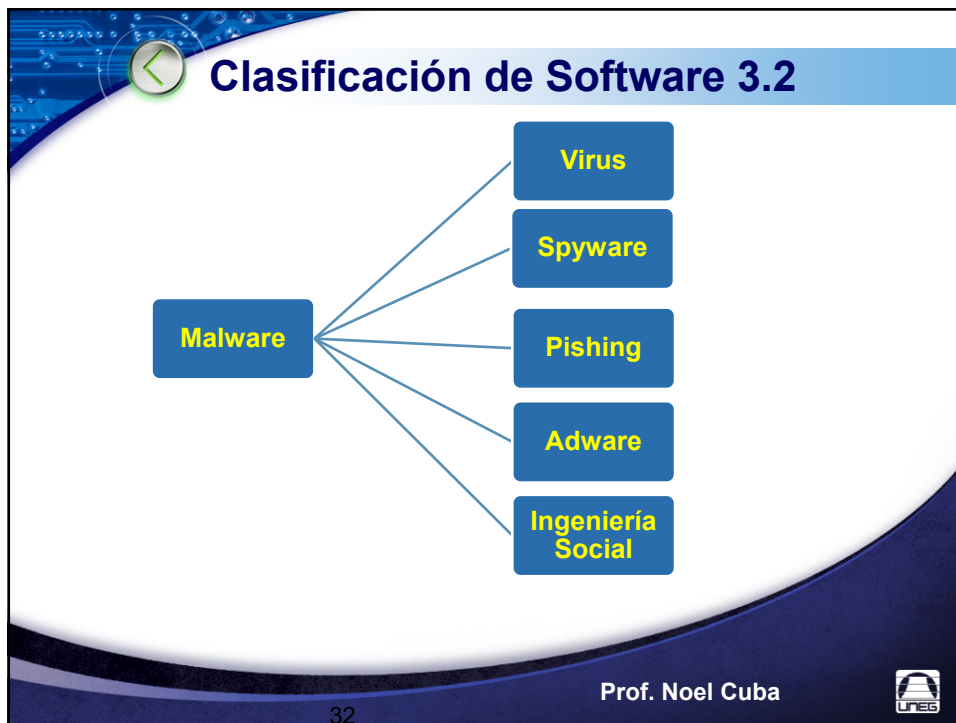 Clasificación de Software 3.2
Virus
Spyware
Malware
Pishing
Adware
Ingeniería
Social
Prof. Noel Cuba
UNEG
32